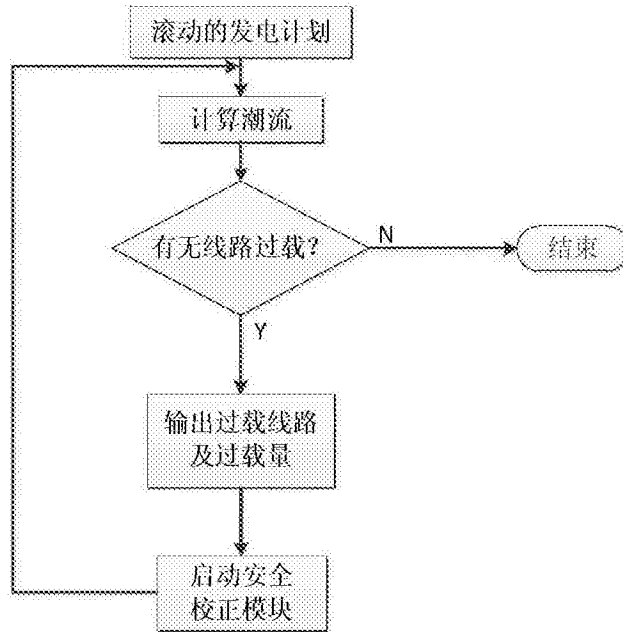 滚动的发电计划
计算潮流
有无线路过载？
N
结束
Y
输出过载线路
及过载量
启动安全
校正模块